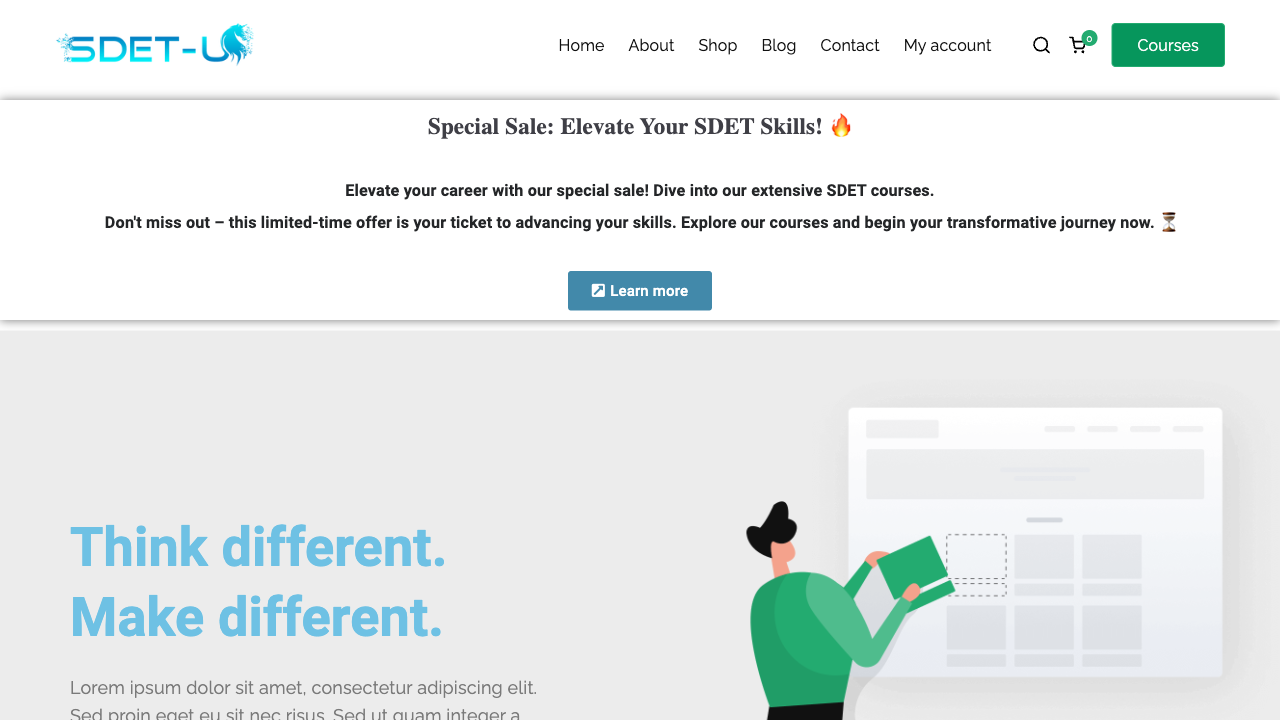 SDET-U
Home About Shop Blog Contact My account 0 Courses
Special Sale: Elevate Your SDET Skills! 🔥
Elevate your career with our special sale! Dive into our extensive SDET courses.
Don't miss out – this limited-time offer is your ticket to advancing your skills. Explore our courses and begin your transformative journey now. ⏳
Learn more
Think different.
Make different.
Lorem ipsum dolor sit amet, consectetur adipiscing elit.
Sed proin eget eu sit nec risus. Sed ut quam integer a